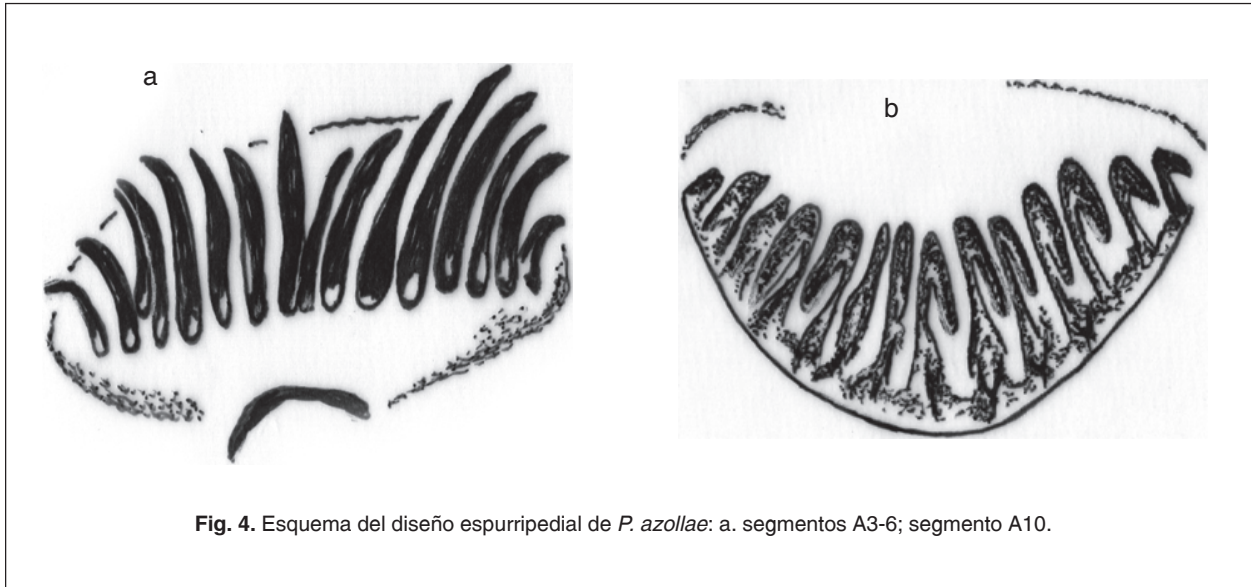 a
b
Fig. 4. Esquema del diseño espurripedial de P. azollae: a. segmentos A3-6; segmento A10.